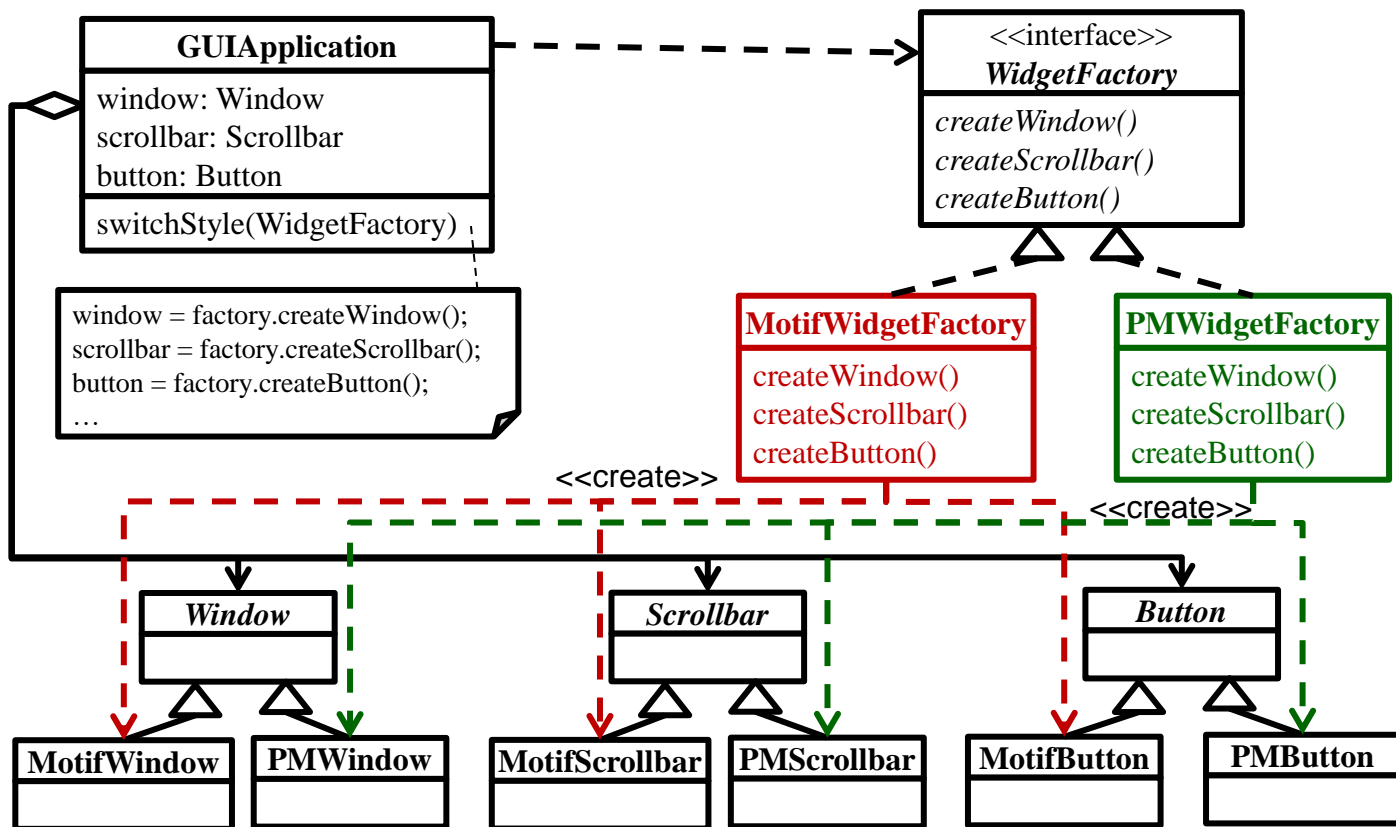 GUIApplication
window: Window
scrollbar: Scrollbar
button: Button
switchStyle(WidgetFactory)
<<interface>>
WidgetFactory
createWindow()
createScrollbar()
createButton()
window = factory.createWindow();
scrollbar = factory.createScrollbar();
button = factory.createButton();
…
MotifWidgetFactory
createWindow()
createScrollbar()
createButton()
PMWidgetFactory
createWindow()
createScrollbar()
createButton()
<<create>>
<<create>>
Window
Scrollbar
Button
MotifWindow
PMWindow
MotifScrollbar
PMScrollbar
MotifButton
PMButton